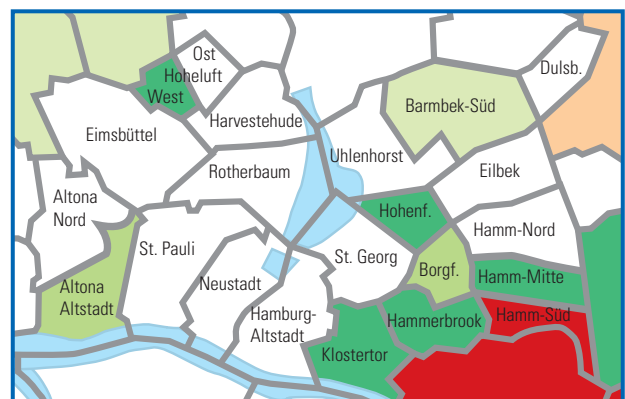 Ost
Hoheluft
West
Dulsb.
Barmbek-Süd
Harvestehude
Eimsbüttel
Uhlenhorst
Rotherbaum
Eilbek
Altona
Nord
Hohenf.
Hamm-Nord
St. Pauli
St. Georg
Borgf.
Hamm-Mitte
Neustadt
Altona
Altstadt
Hamburg-
Altstadt
Hammerbrook
Hamm-Süd
Klostertor